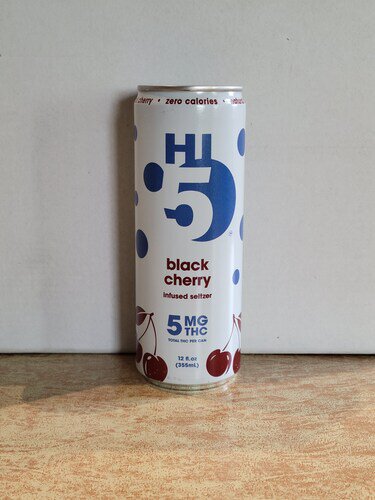 cherry • zero calories •
HI
5
black
cherry
infused seltzer
5 MG
THC
TOTAL THC PER CAN
12 fl.oz
(355mL)